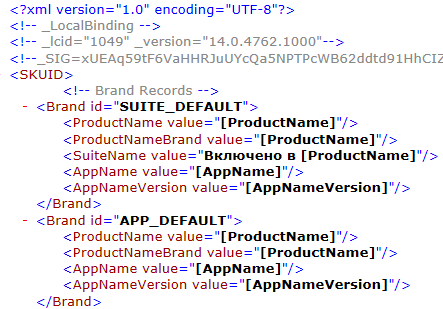 <?xml version="1.0" encoding="UTF-8"?>
<!-- _LocalBinding -->
<!-- _lcid="1049" _version="14.0.4762.1000"-->
<!--_SIG=xUEAq59tF6VaHHRJuUYcQa5NPTPcWB62ddtd91HhCIZ
<SKUID>
<!-- Brand Records -->
- <Brand id="SUITE_DEFAULT">
<ProductName value="[ProductName]"/>
<ProductNameBrand value="[ProductName]"/>
<SuiteName value="Включено в [ProductName]"/>
<AppName value="[AppName]"/>
<AppNameVersion value="[AppNameVersion]"/>
</Brand>
- <Brand id="APP_DEFAULT">
<ProductName value="[ProductName]"/>
<ProductNameBrand value="[ProductName]"/>
<AppName value="[AppName]"/>
<AppNameVersion value="[AppNameVersion]"/>
</Brand>